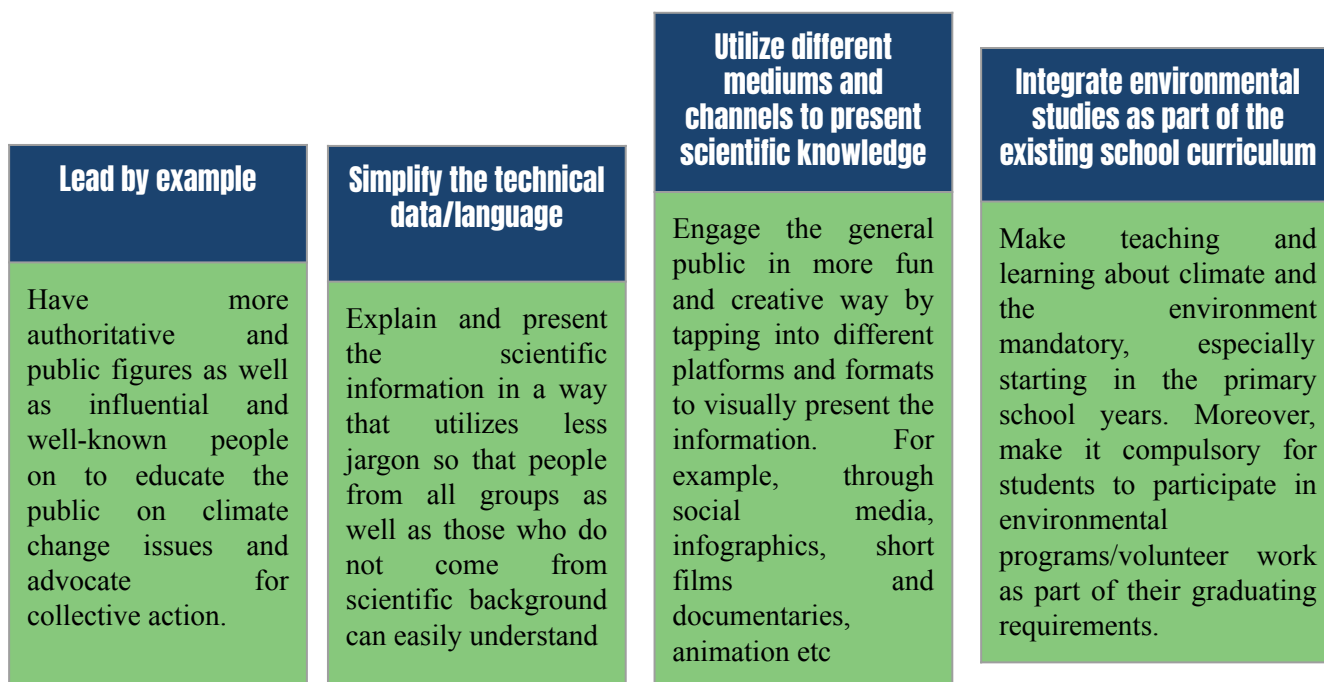 Lead by example
Have more
authoritative and
public figures as well
as influential and
well-known people
on to educate the
public on climate
change issues and
advocate for
collective action.
Simplify the technical
data/language
Explain and present
the scientific
information in a way
that utilizes less
jargon so that people
from all groups as
well as those who do
not come from
scientific background
can easily understand
Utilize different
mediums and
channels to present
scientific knowledge
Engage the general
public in more fun
and creative way by
tapping into different
platforms and formats
to visually present the
information. For
example, through
social media,
infographics, short
films and
documentaries,
animation etc
Integrate environmental
studies as part of the
existing school curriculum
Make teaching and
learning about climate and
the environment
mandatory, especially
starting in the primary
school years. Moreover,
make it compulsory for
students to participate in
environmental
programs/volunteer work
as part of their graduating
requirements.